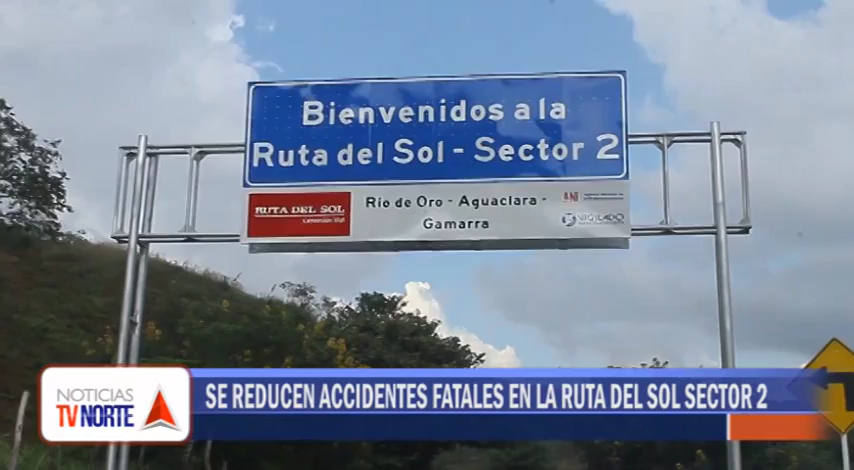 Bienvenidos a la
Ruta del Sol - Sector 2
RUTA DEL SOL
Río de Oro - Aguaclara -
Gamarra
ANI
VIGILADO
NOTICIAS
TV NORTE
SE REDUCEN ACCIDENTES FATALES EN LA RUTA DEL SOL SECTOR 2